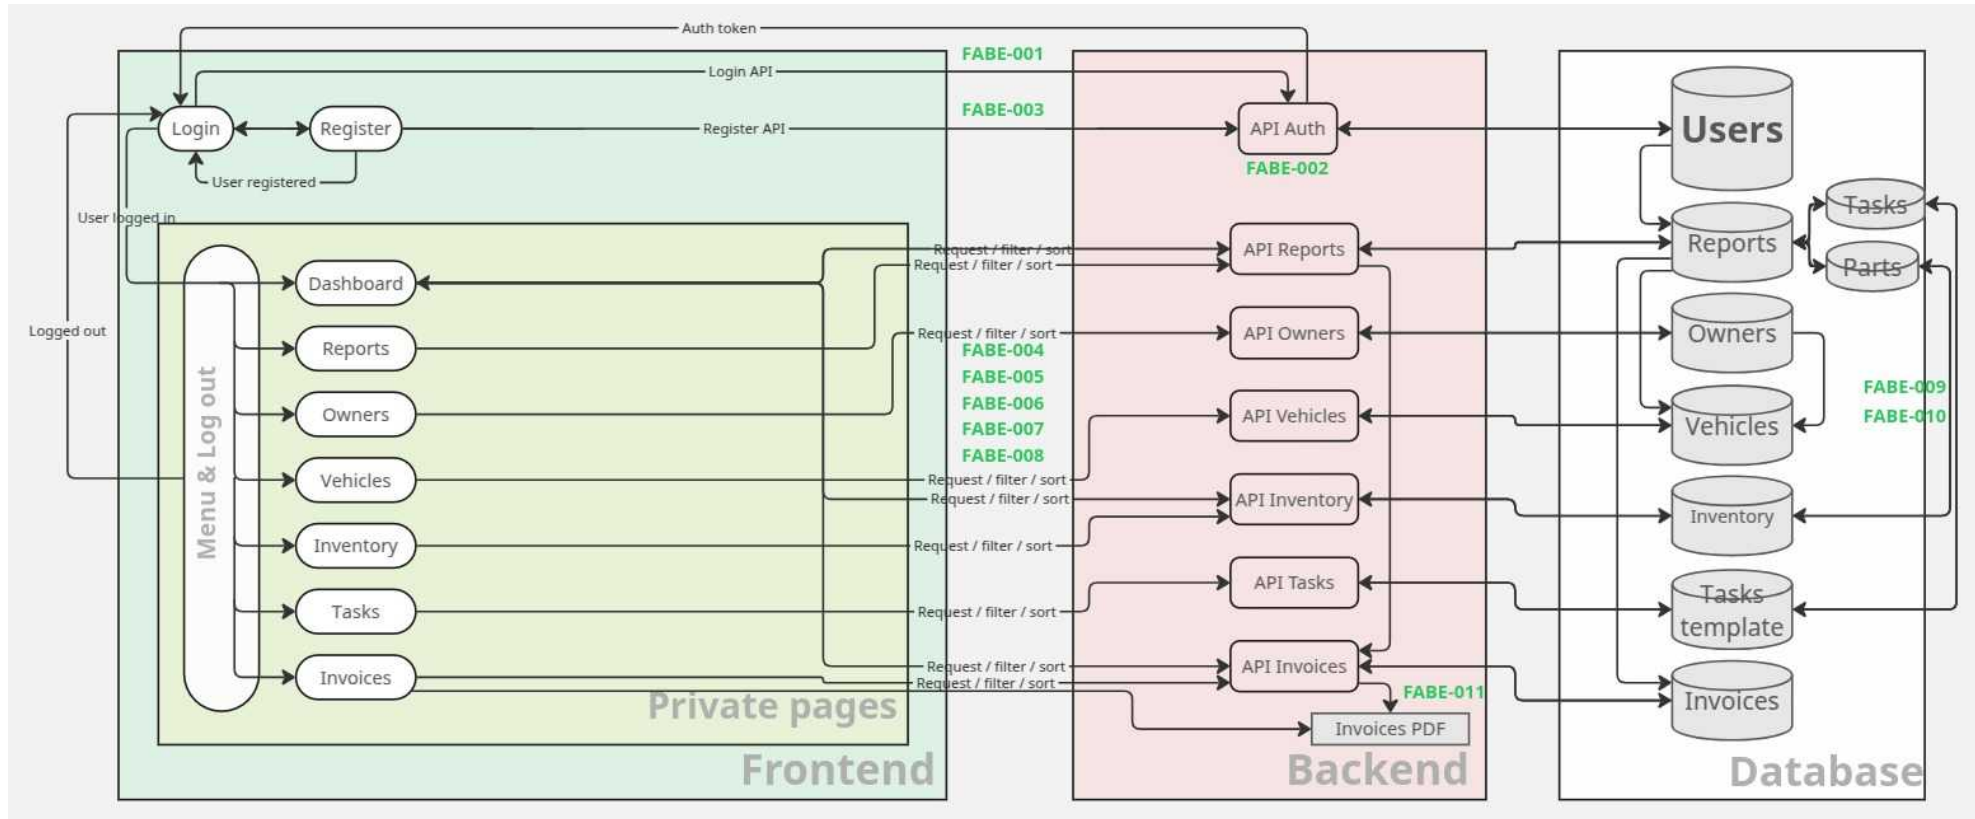 Auth token
FABE-001
Login API
FABE-003
Login
Register
Register API
API Auth
Users
FABE-002
User registered
Tasks
User logged in
Request / filter / sort
API Reports
Reports
Request / filter / sort
Parts
Dashboard
Logged out
Reports
Request / filter / sort
API Owners
Owners
FABE-004
FABE-005
FABE-006
FABE-007
FABE-008
FABE-009
FABE-010
Owners
API Vehicles
Vehicles
Menu & Log out
Vehicles
Request / filter / sort
Request / filter / sort
API Inventory
Inventory
Inventory
Request / filter / sort
API Tasks
Tasks
template
Tasks
Request / filter / sort
Request / filter / sort
API Invoices
Invoices
Request / filter / sort
FABE-011
Invoices
Private pages
Invoices PDF
Frontend
Backend
Database